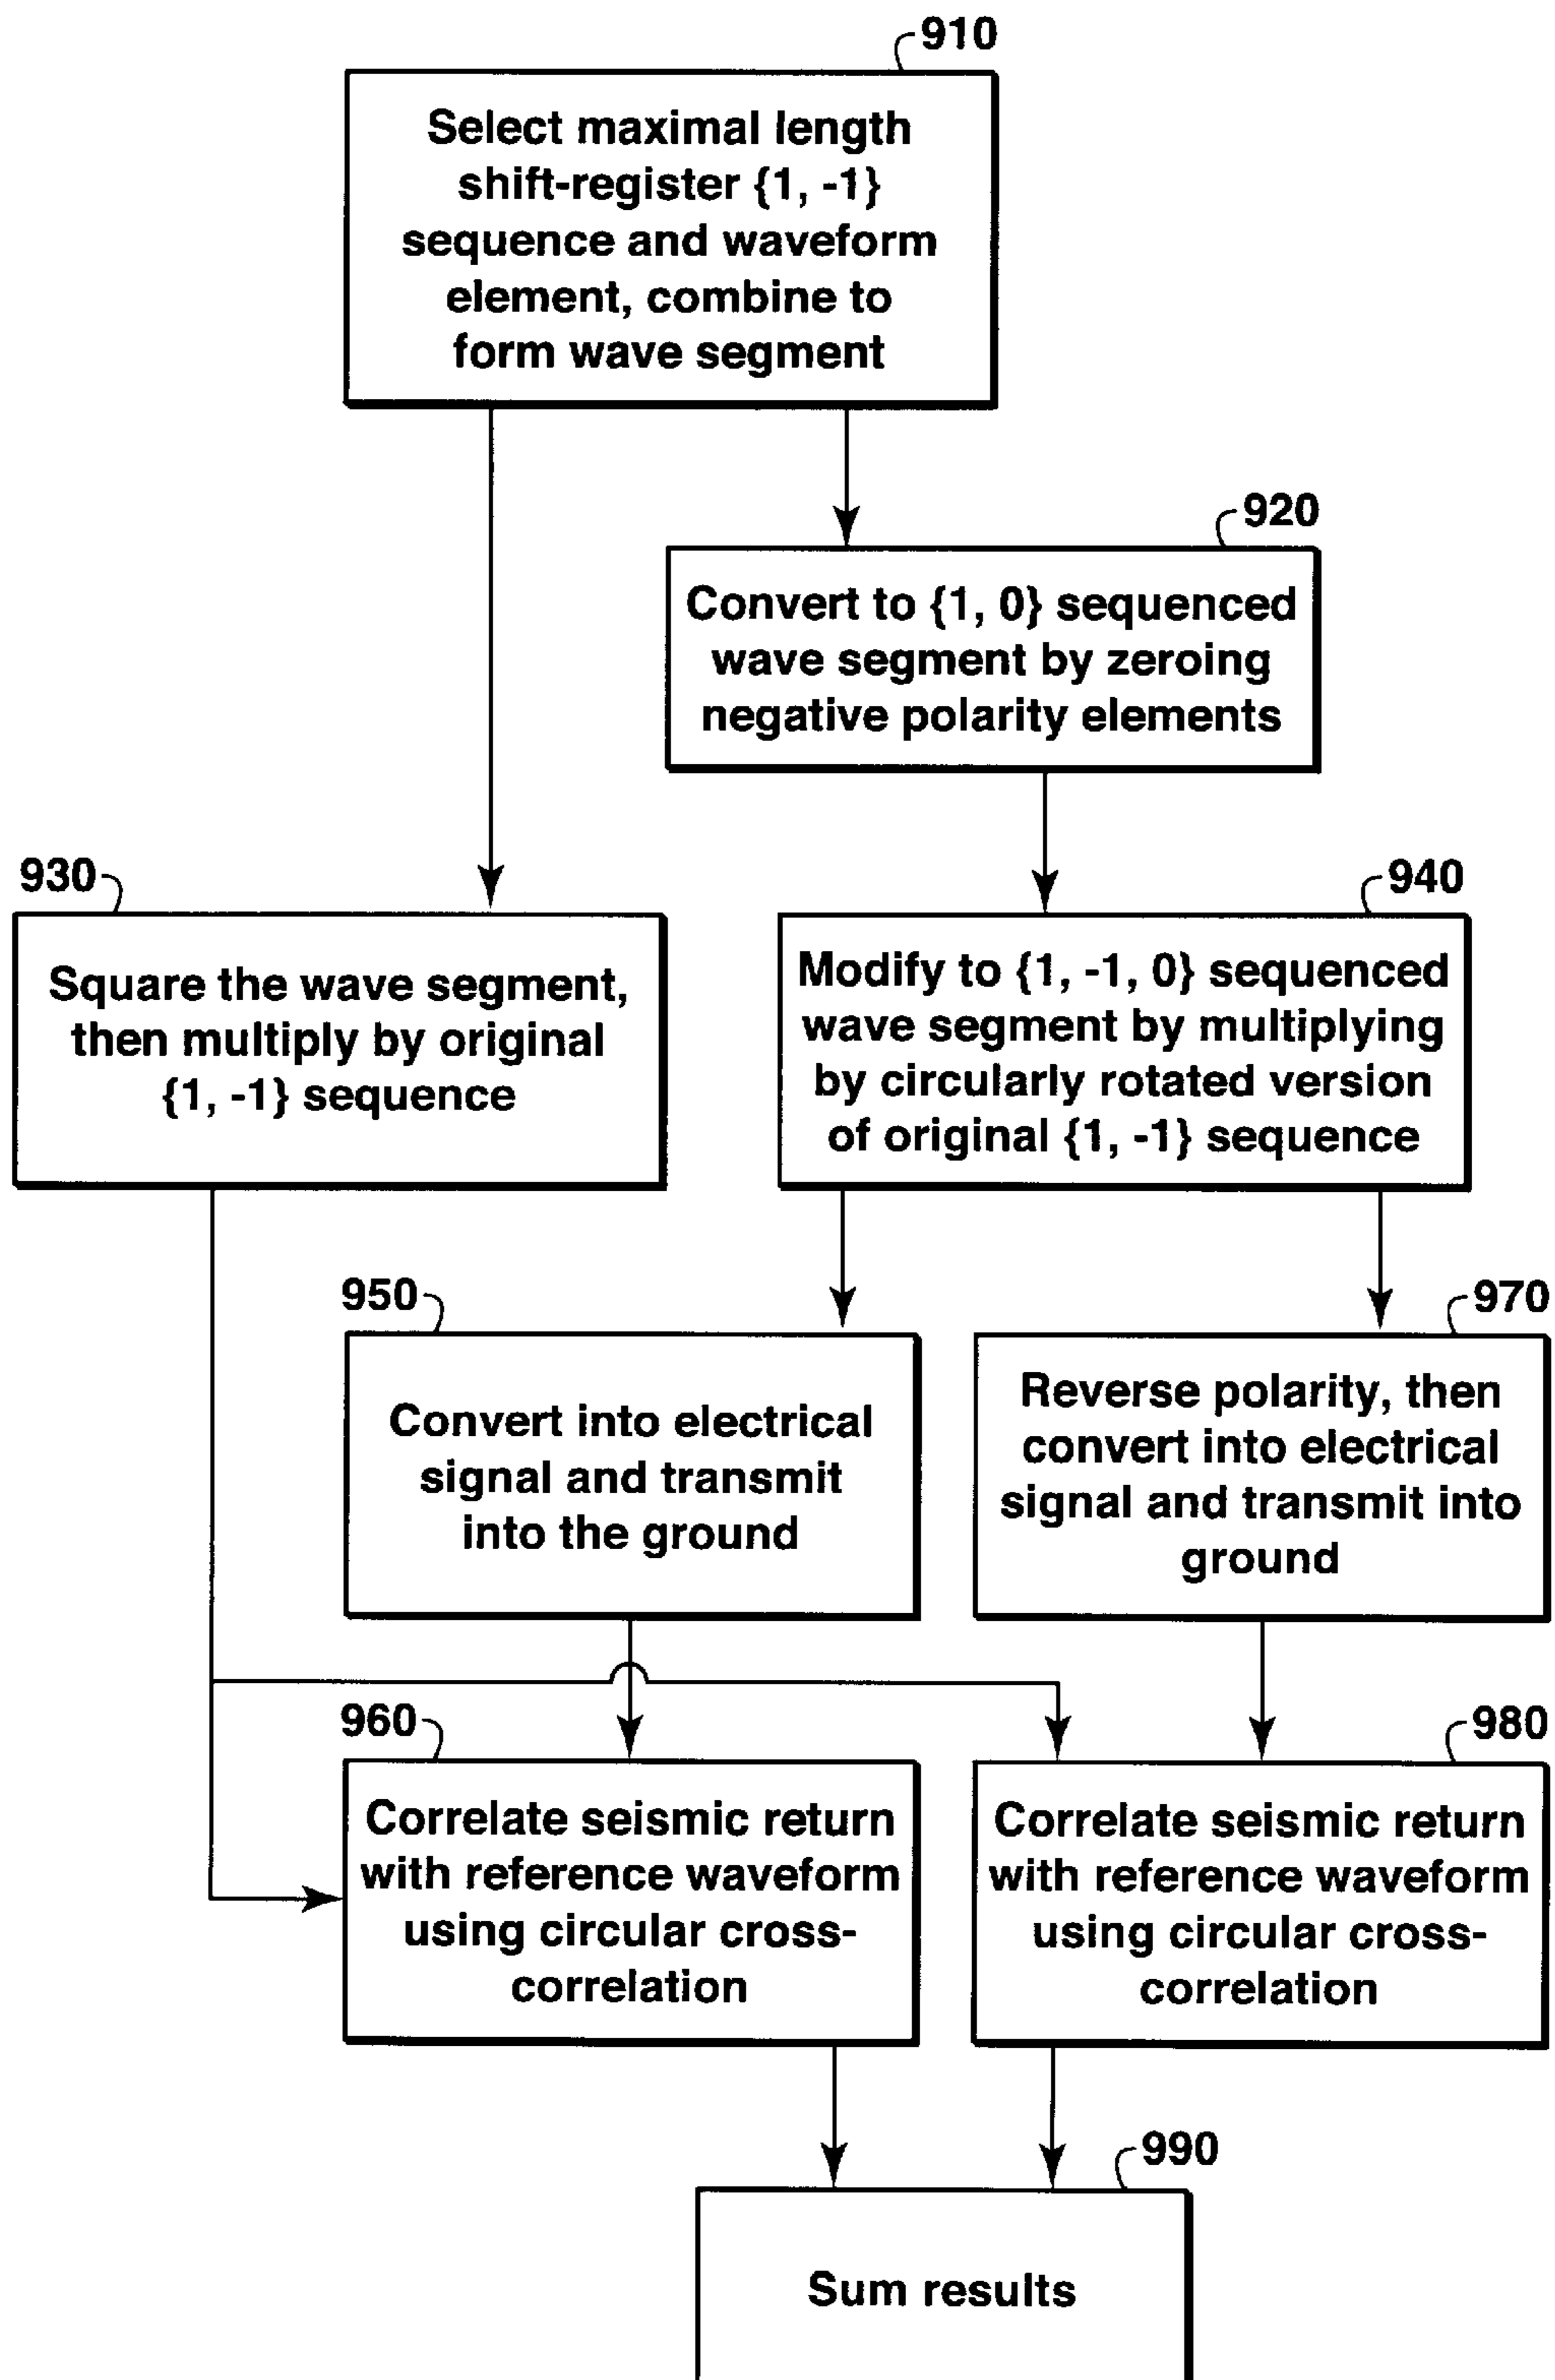 910
Select maximal length
shift-register {1, -1}
sequence and waveform
element, combine to
form wave segment
920
Convert to {1, 0} sequenced
wave segment by zeroing
negative polarity elements
930
Square the wave segment,
then multiply by original
{1, -1} sequence
940
Modify to {1, -1, 0} sequenced
wave segment by multiplying
by circularly rotated version
of original {1, -1} sequence
950
Convert into electrical
signal and transmit
into the ground
970
Reverse polarity, then
convert into electrical
signal and transmit into
ground
960
Correlate seismic return
with reference waveform
using circular cross-
correlation
980
Correlate seismic return
with reference waveform
using circular cross-
correlation
990
Sum results